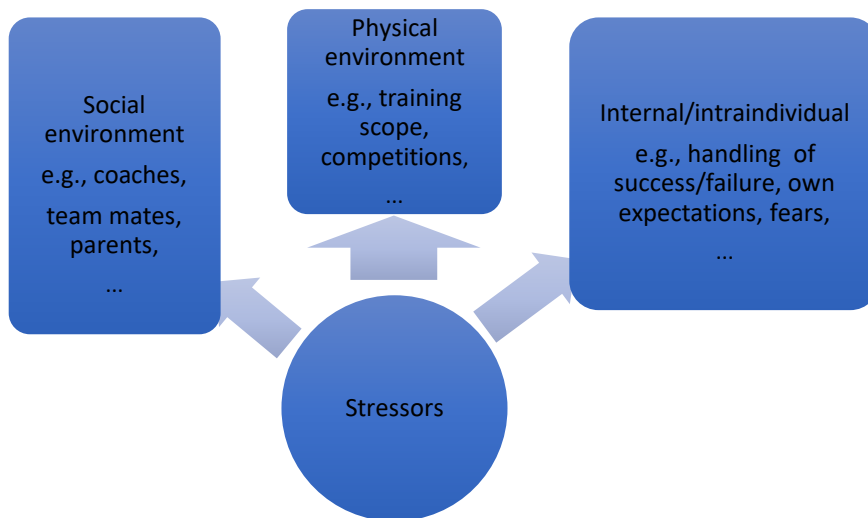 Social
environment
e.g., coaches,
team mates,
parents,
...
Physical
environment
e.g., training
scope,
competitions,
...
Internal/intraindividual
e.g., handling of
success/failure, own
expectations, fears,
...
Stressors